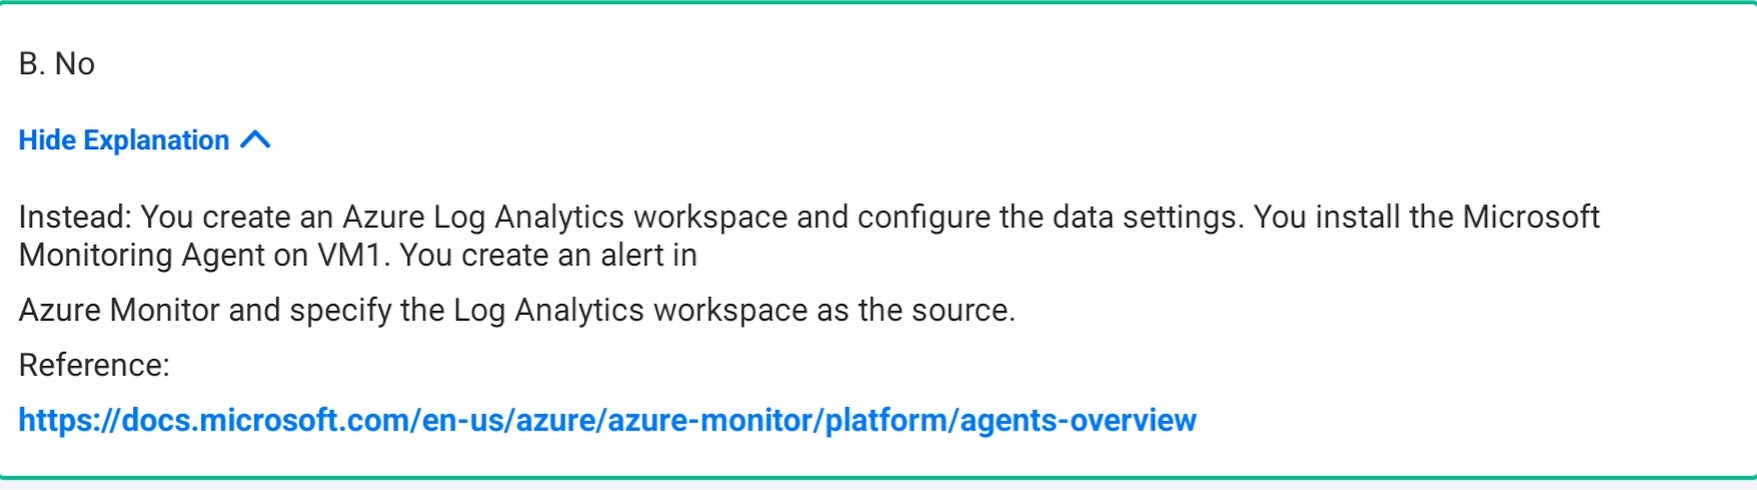 B. No
Hide Explanation
Instead: You create an Azure Log Analytics workspace and configure the data settings. You install the Microsoft
Monitoring Agent on VM1. You create an alert in
Azure Monitor and specify the Log Analytics workspace as the source.
Reference:
https://docs.microsoft.com/en-us/azure/azure-monitor/platform/agents-overview